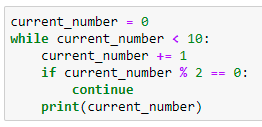 current_number = 0
while current_number < 10:
    current_number += 1
    if current_number % 2 == 0:
        continue
    print(current_number)